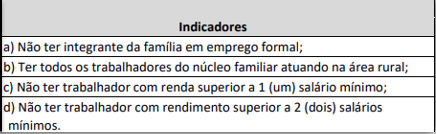 Indicadores
a) Não ter integrante da família em emprego formal;
b) Ter todos os trabalhadores do núcleo familiar atuando na área rural;
c) Não ter trabalhador com renda superior a 1 (um) salário mínimo;
d) Não ter trabalhador com rendimento superior a 2 (dois) salários
mínimos.